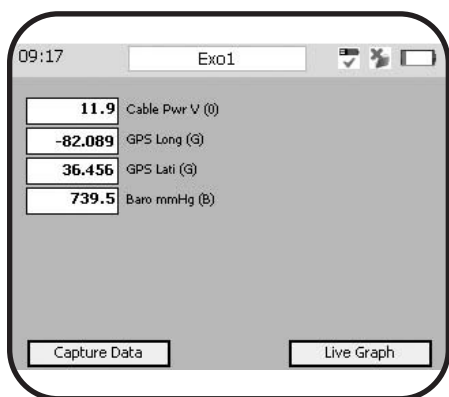 09:17 Exo1
11.9 Cable Pwr V (0)
-82.089 GPS Long (G)
36.456 GPS Lati (G)
739.5 Baro mmHg (B)
Capture Data Live Graph